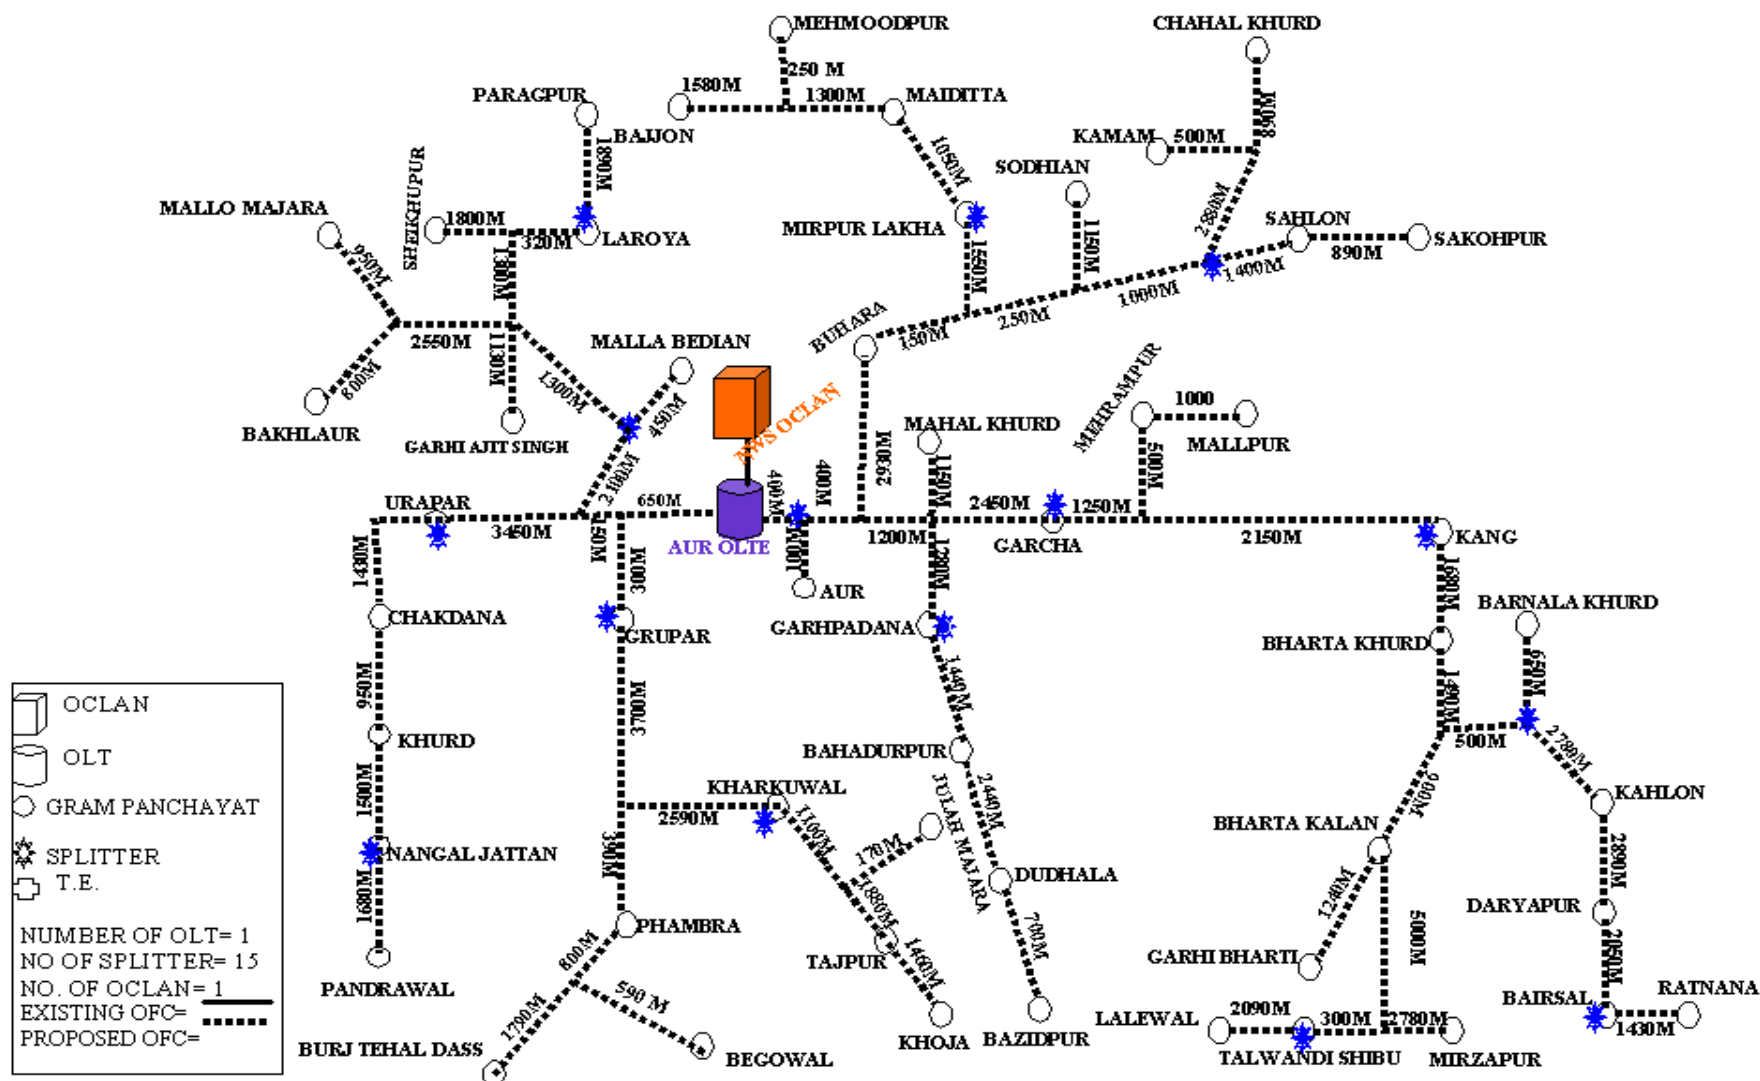 MEHMOODPUR
CHAHAL KHURD
250 M
1580M
1300M
MAIDITTA
PARAGPUR
BAJJON
890M
KAMAM
500M
1860M
1050M
SODHIAN
SHEKHUPUR
MALLO MAJARA
1800M
320M
LAROYA
MIRPUR LAKHA
1550M
1150M
2880M
SAHLON
SAKOHPUR
890M
1400M
1000M
250M
150M
BUHARA
950M
1300M
2550M
1130M
1300M
MALLA BEDIAN
450M
800M
BAKHLAUR
GARHI AJIT SINGH
NWS OCLAN
2930M
MAHAL KHURD
1150M
MEHRAMPUR
1000
MALLPUR
500M
2100M
URAPAR
3450M
150M
650M
400M
400M
AUR OLTE
100M
AUR
1200M
2450M
GARCHA
1250M
2150M
KANG
1430M
300M
1280M
1680M
CHAKDANA
GRUPAR
GARHPADANA
BHARTA KHURD
BARNALA KHURD
650M
950M
3700M
1440M
1490M
500M
2780M
KHURD
BAHADURPUR
KHARKUWAL
2590M
1100M
2440M
JULAH MAJARA
900M
KAHLON
1500M
170M
BHARTA KALAN
NANGAL JATTAN
390M
1880M
DUDHALA
2890M
1680M
1240M
PHAMBRA
TAJPUR
1460M
700M
5000M
DARYAPUR
GARHI BHARTI
2050M
PANDRAWAL
800M
590 M
1790M
BURJ TEHAL DASS
BEGOWAL
KHOJA
BAZIDPUR
LALEWAL
2090M
300M
2780M
TALWANDI SHIBU
MIRZAPUR
BAIRSAL
RATNANA
1430M
OCLAN
OLT
GRAM PANCHAYAT
SPLITTER
T.E.
NUMBER OF OLT= 1
NO OF SPLITTER= 15
NO. OF OCLAN= 1
EXISTING OFC=
PROPOSED OFC=